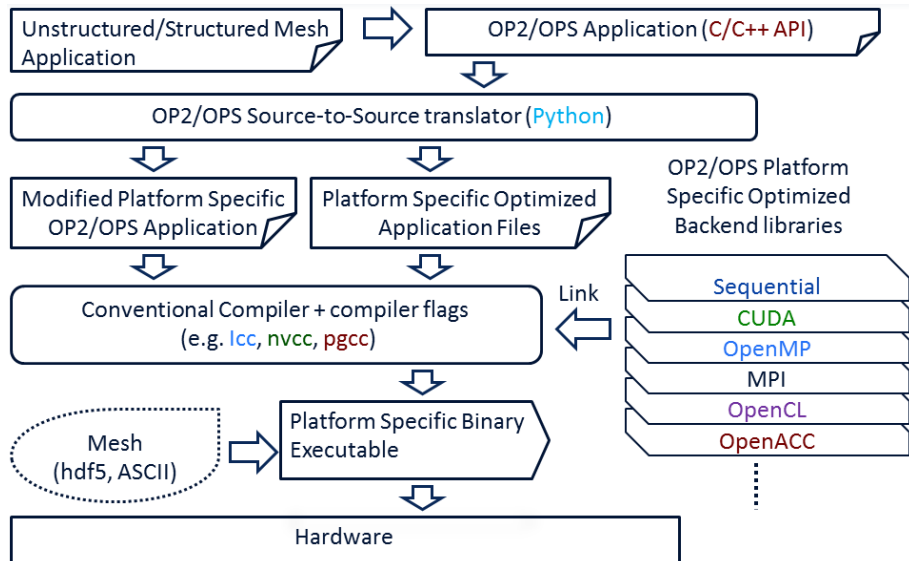 Unstructured/Structured Mesh
Application
OP2/OPS Application (C/C++ API)
OP2/OPS Source-to-Source translator (Python)
Modified Platform Specific
OP2/OPS Application
Platform Specific Optimized
Application Files
OP2/OPS Platform
Specific Optimized
Backend libraries
Conventional Compiler + compiler flags
(e.g. Icc, nvcc, pgcc)
Link
Sequential
CUDA
OpenMP
MPI
OpenCL
OpenACC
Mesh
(hdf5, ASCII)
Platform Specific Binary
Executable
Hardware